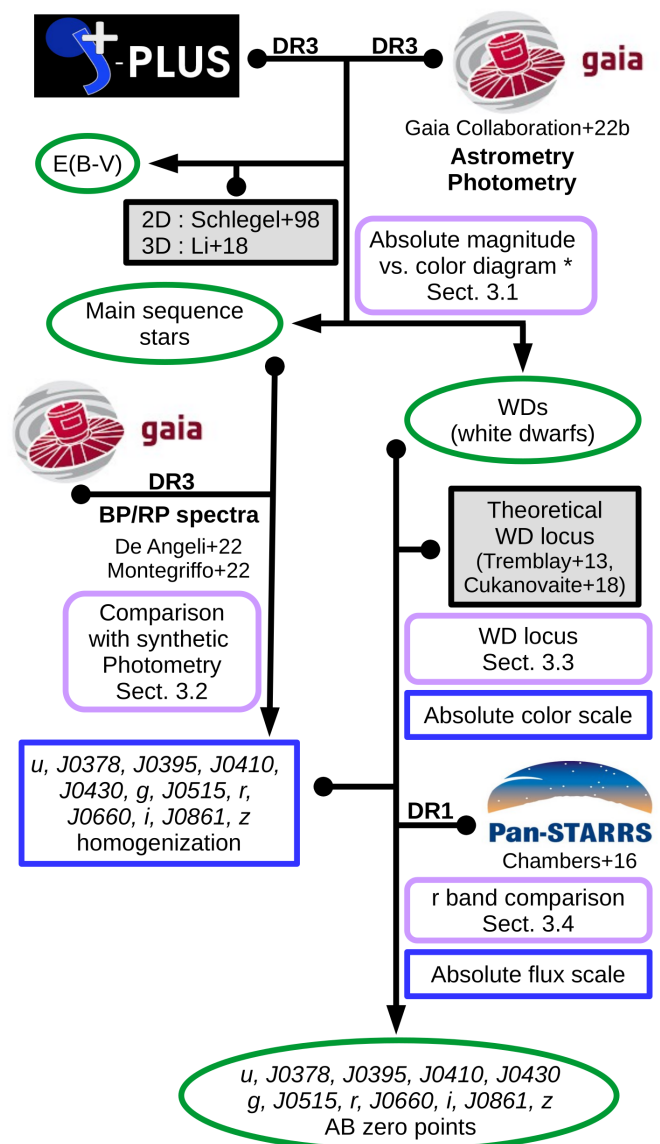 J-PLUS
DR3
DR3
gaia
Gaia Collaboration+22b
Astrometry
Photometry
E(B-V)
2D : Schlegel+98
3D : Li+18
Absolute magnitude
vs. color diagram *
Sect. 3.1
Main sequence
stars
WDs
(white dwarfs)
gaia
DR3
BP/RP spectra
De Angeli+22
Montegriffo+22
Theoretical
WD locus
(Tremblay+13,
Cukanovaite+18)
Comparison
with synthetic
Photometry
Sect. 3.2
WD locus
Sect. 3.3
Absolute color scale
u, J0378, J0395, J0410,
J0430, g, J0515, r,
J0660, i, J0861, z
homogenization
DR1
Pan-STARRS
Chambers+16
r band comparison
Sect. 3.4
Absolute flux scale
u, J0378, J0395, J0410, J0430
g, J0515, r, J0660, i, J0861, z
AB zero points